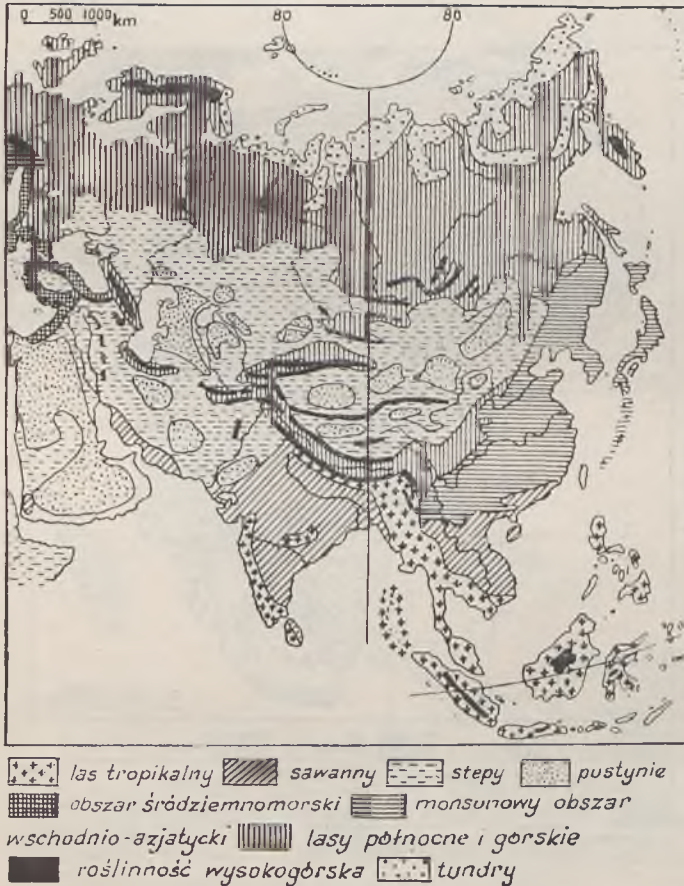 0 500 1000 km 80 80
las tropikalny sawanny stepy pustynie
obszar śródziemnomorski monsunowy obszar
wschodnio-azjatycki lasy północne i górskie
roślinność wysokogórska tundry